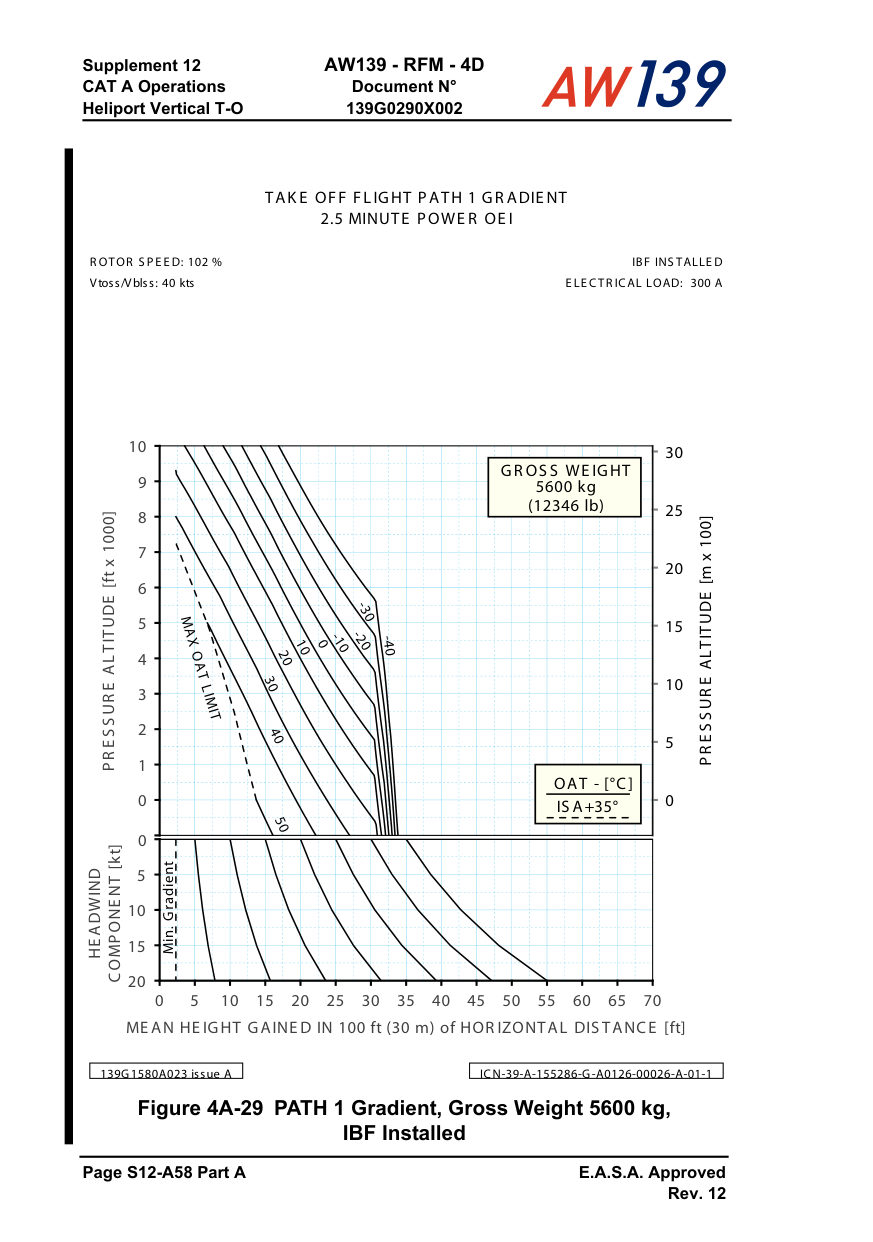 Supplement 12
CAT A Operations
Heliport Vertical T-O
AW139 - RFM - 4D
Document N°
139G0290X002
AW139
TAKE OFF FLIGHT PATH 1 GRADIENT
2.5 MINUTE POWER OEI
ROTOR SPEED: 102 %
Vtoss/Vblss: 40 kts
IBF INSTALLED
ELECTRICAL LOAD: 300 A
GROSS WEIGHT
5600 kg
(12346 lb)
PRESSURE ALTITUDE [ft x 1000]
10
9
8
7
6
5
4
3
2
1
0
PRESSURE ALTITUDE [m x 100]
30
25
20
15
10
5
0
MAX OAT LIMIT
50
40
30
20
10
0
-10
-20
-30
-40
OAT - [°C]
ISA+35°
HEADWIND
COMPONENT [kt]
0
5
10
15
20
Min. Gradient
0 5 10 15 20 25 30 35 40 45 50 55 60 65 70
MEAN HEIGHT GAINED IN 100 ft (30 m) of HORIZONTAL DISTANCE [ft]
139G1580A023 issue A
ICN-39-A-155286-G-A0126-00026-A-01-1
Figure 4A-29 PATH 1 Gradient, Gross Weight 5600 kg,
IBF Installed
Page S12-A58 Part A
E.A.S.A. Approved
Rev. 12